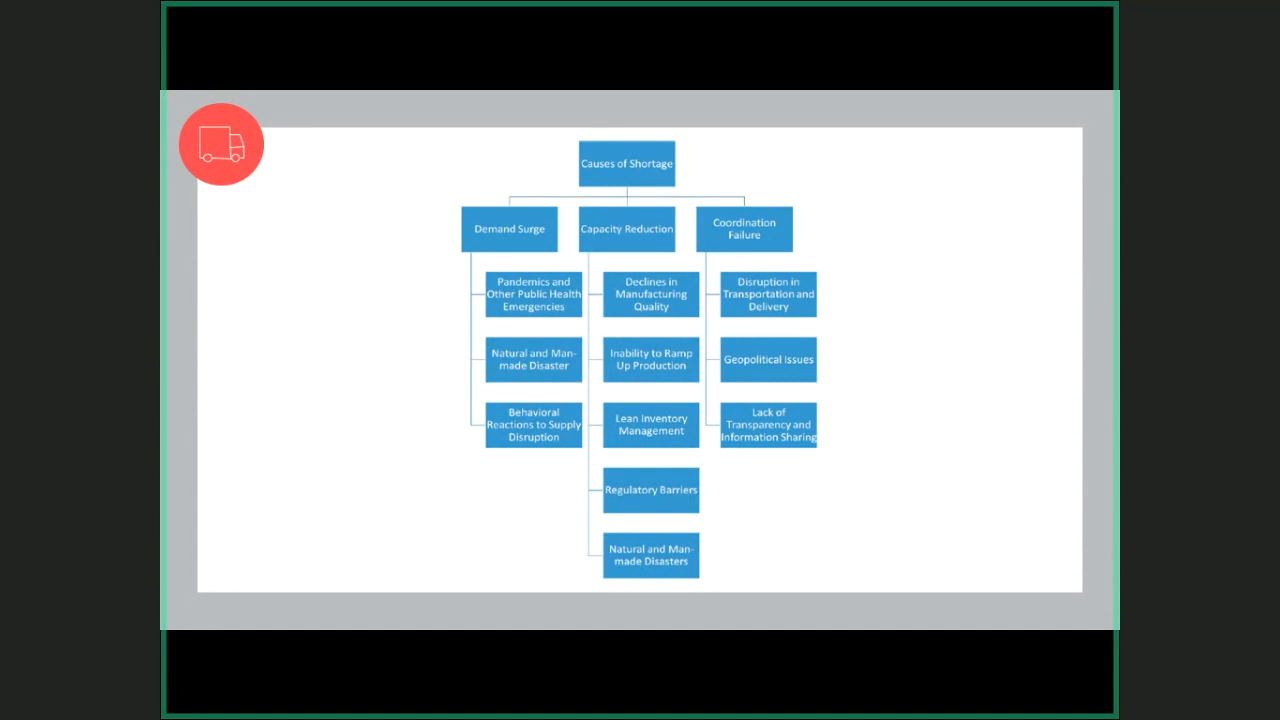 Causes of Shortage
Demand Surge
Pandemics and
Other Public Health
Emergencies
Natural and Man-
made Disaster
Behavioral
Reactions to Supply
Disruption
Capacity Reduction
Declines in
Manufacturing
Quality
Inability to Ramp
Up Production
Lean Inventory
Management
Regulatory Barriers
Natural and Man-
made Disasters
Coordination
Failure
Disruption in
Transportation and
Delivery
Geopolitical Issues
Lack of
Transparency and
Information Sharing